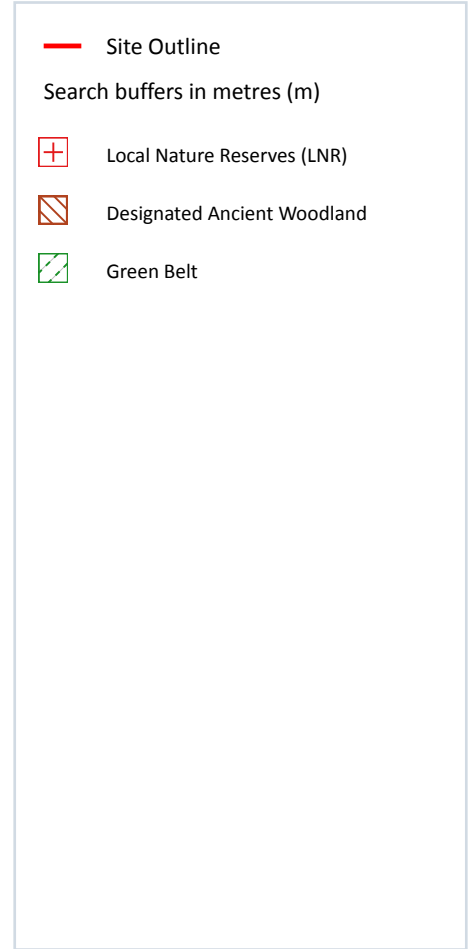 Site Outline
Search buffers in metres (m)
Local Nature Reserves (LNR)
Designated Ancient Woodland
Green Belt